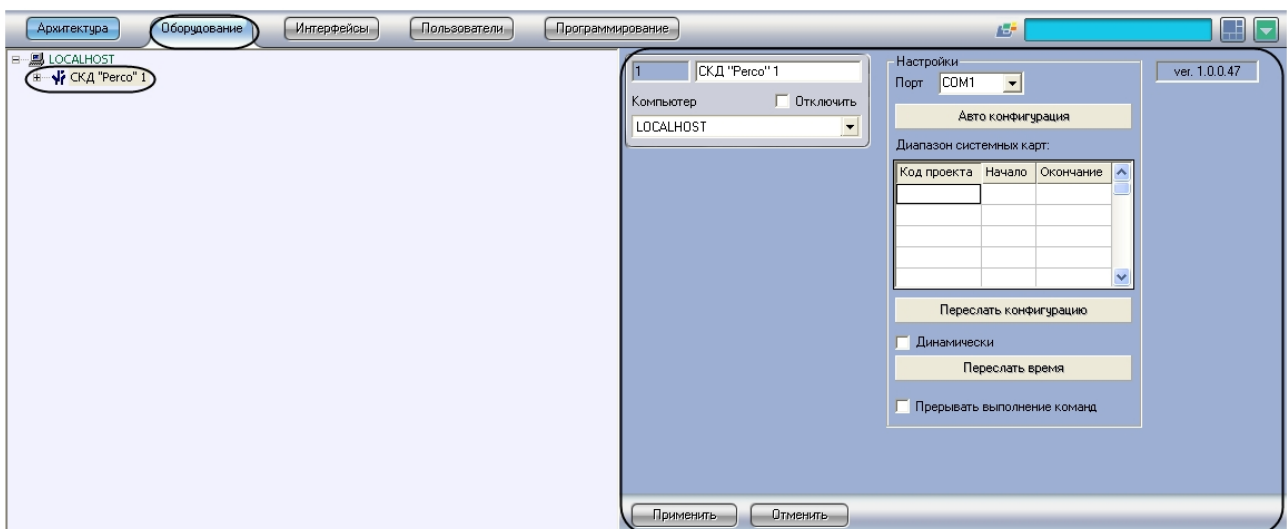 Архитектура Оборудование Интерфейсы Пользователи Программирование
LOCALHOST
СКД "Perco" 1
1 СКД "Perco" 1
Компьютер Отключить
LOCALHOST
Настройки
Порт COM1
Авто конфигурация
Диапазон системных карт:
Код проекта Начало Окончание
Переслать конфигурацию
Динамически
Переслать время
Прерывать выполнение команд
ver. 1.0.0.47
Применить Отменить